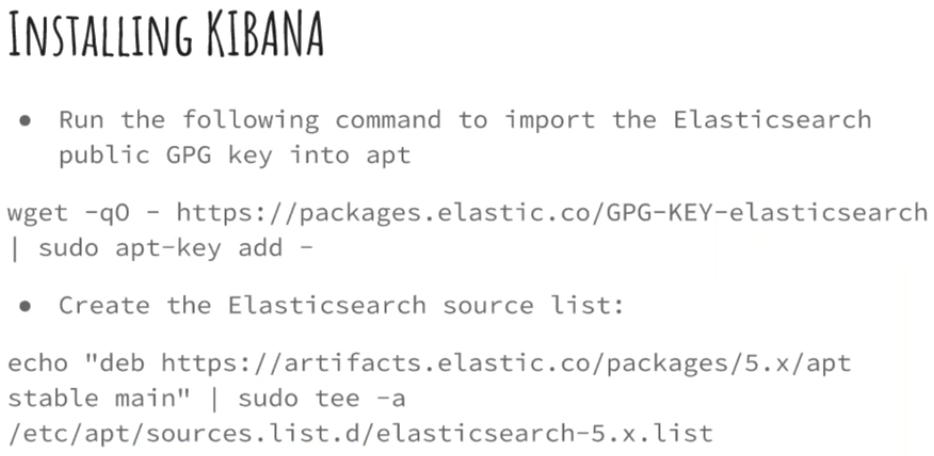 INSTALLING KIBANA
● Run the following command to import the Elasticsearch
public GPG key into apt
wget -qO - https://packages.elastic.co/GPG-KEY-elasticsearch
| sudo apt-key add -
● Create the Elasticsearch source list:
echo "deb https://artifacts.elastic.co/packages/5.x/apt
stable main" | sudo tee -a
/etc/apt/sources.list.d/elasticsearch-5.x.list